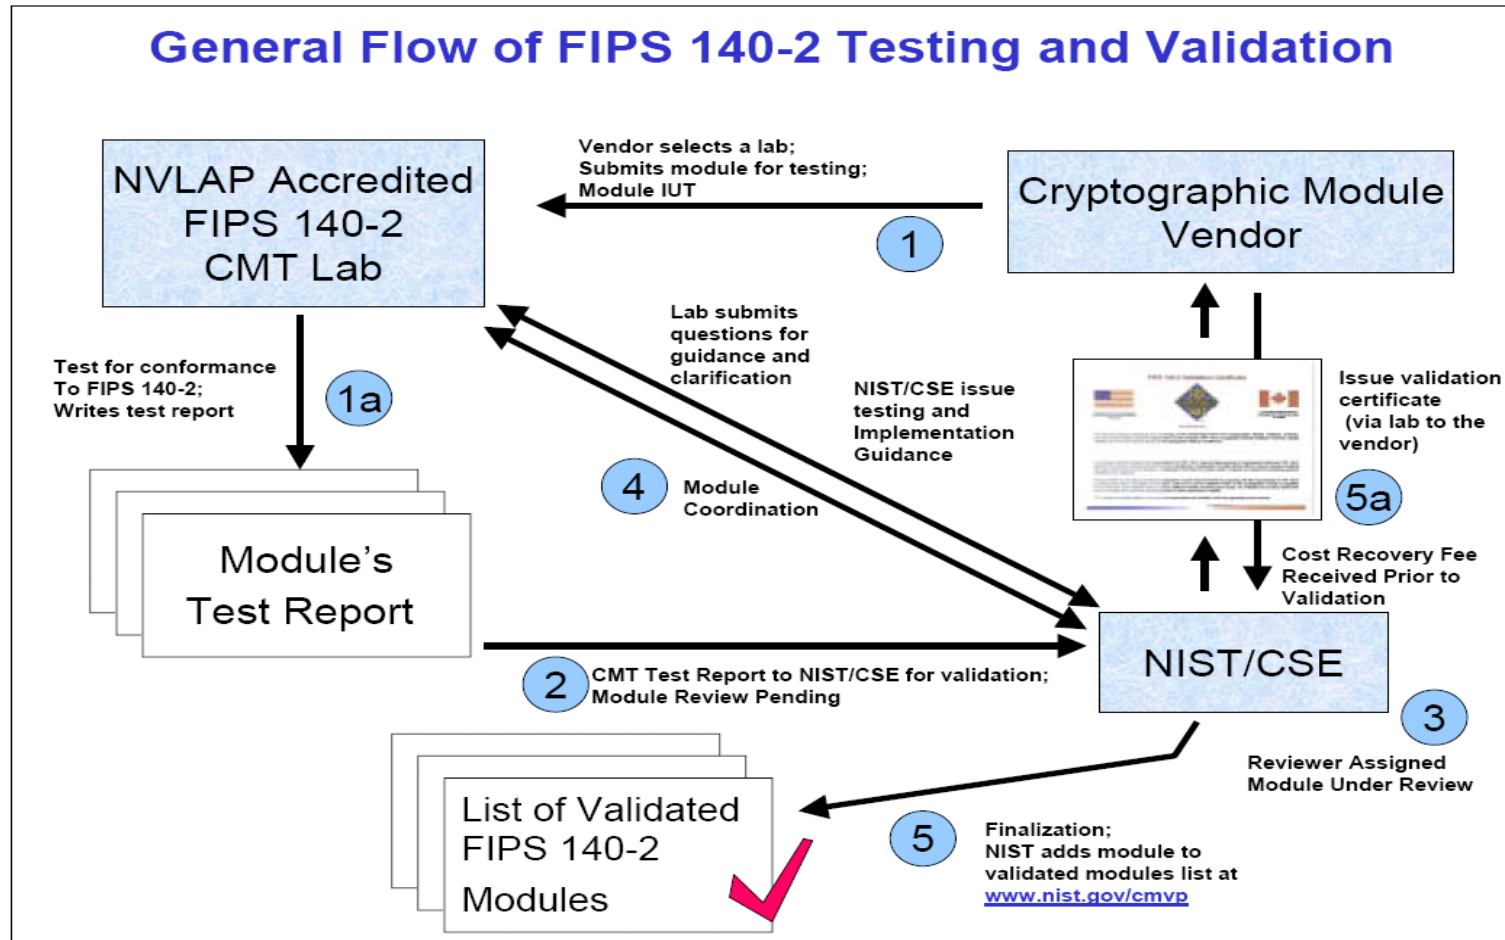 General Flow of FIPS 140-2 Testing and Validation
NVLAP Accredited
FIPS 140-2
CMT Lab
Vendor selects a lab;
Submits module for testing;
Module IUT
1
Cryptographic Module
Vendor
Test for conformance
To FIPS 140-2;
Writes test report
1a
Lab submits
questions for
guidance and
clarification
NIST/CSE issue
testing and
Implementation
Guidance
4
Module
Coordination
FIPS 140-2 Validation Certificate
Issue validation
certificate
(via lab to the
vendor)
5a
Module's
Test Report
Cost Recovery Fee
Received Prior to
Validation
NIST/CSE
2
CMT Test Report to NIST/CSE for validation;
Module Review Pending
3
Reviewer Assigned
Module Under Review
List of Validated
FIPS 140-2
Modules
5
Finalization;
NIST adds module to
validated modules list at
www.nist.gov/cmvp